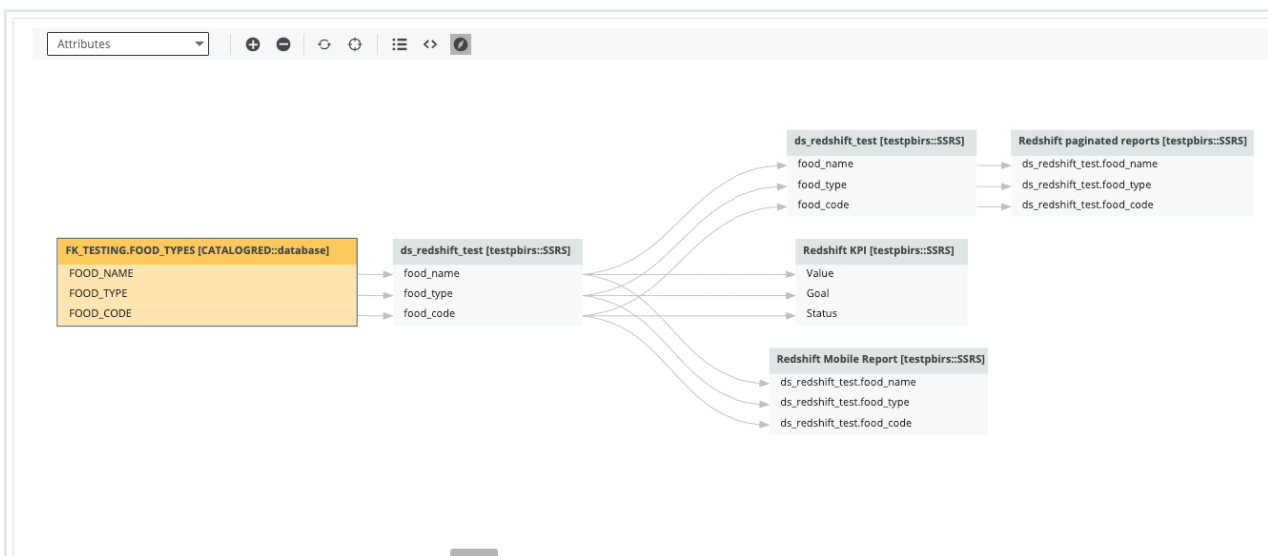 Attributes
ds_redshift_test [testpbirs::SSRS]
food_name
food_type
food_code
Redshift paginated reports [testpbirs::SSRS]
ds_redshift_test.food_name
ds_redshift_test.food_type
ds_redshift_test.food_code
FK_TESTING.FOOD_TYPES [CATALOGRED::database]
FOOD_NAME
FOOD_TYPE
FOOD_CODE
ds_redshift_test [testpbirs::SSRS]
food_name
food_type
food_code
Redshift KPI [testpbirs::SSRS]
Value
Goal
Status
Redshift Mobile Report [testpbirs::SSRS]
ds_redshift_test.food_name
ds_redshift_test.food_type
ds_redshift_test.food_code